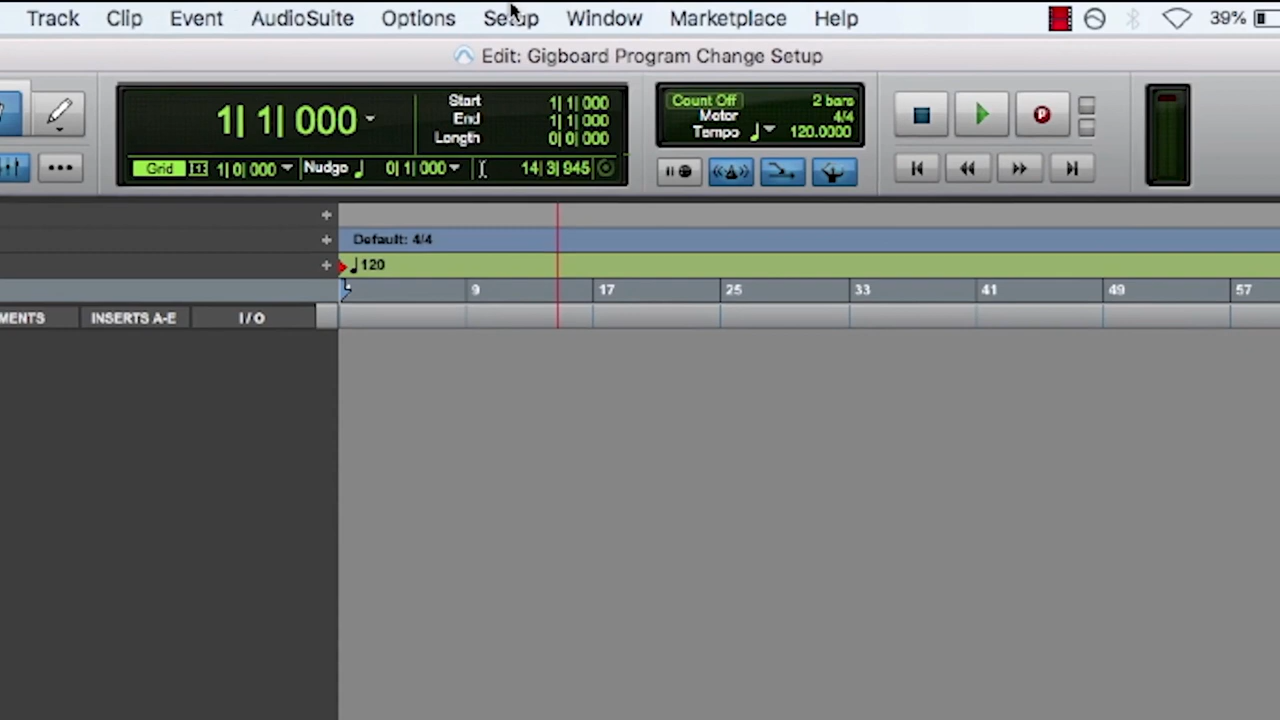 Track Clip Event AudioSuite Options Setup Window Marketplace Help 39%
Edit: Gigboard Program Change Setup
1| 1| 000
Start 1| 1| 000
End 1| 1| 000
Length 0| 0| 000
Count Off 2 bars
Meter 4/4
Tempo 120.0000
Grid 1| 0| 000 Nudge 0| 1| 000 14| 3| 945
Default: 4/4
120
9 17 25 33 41 49 57
MENTS INSERTS A-E I / O